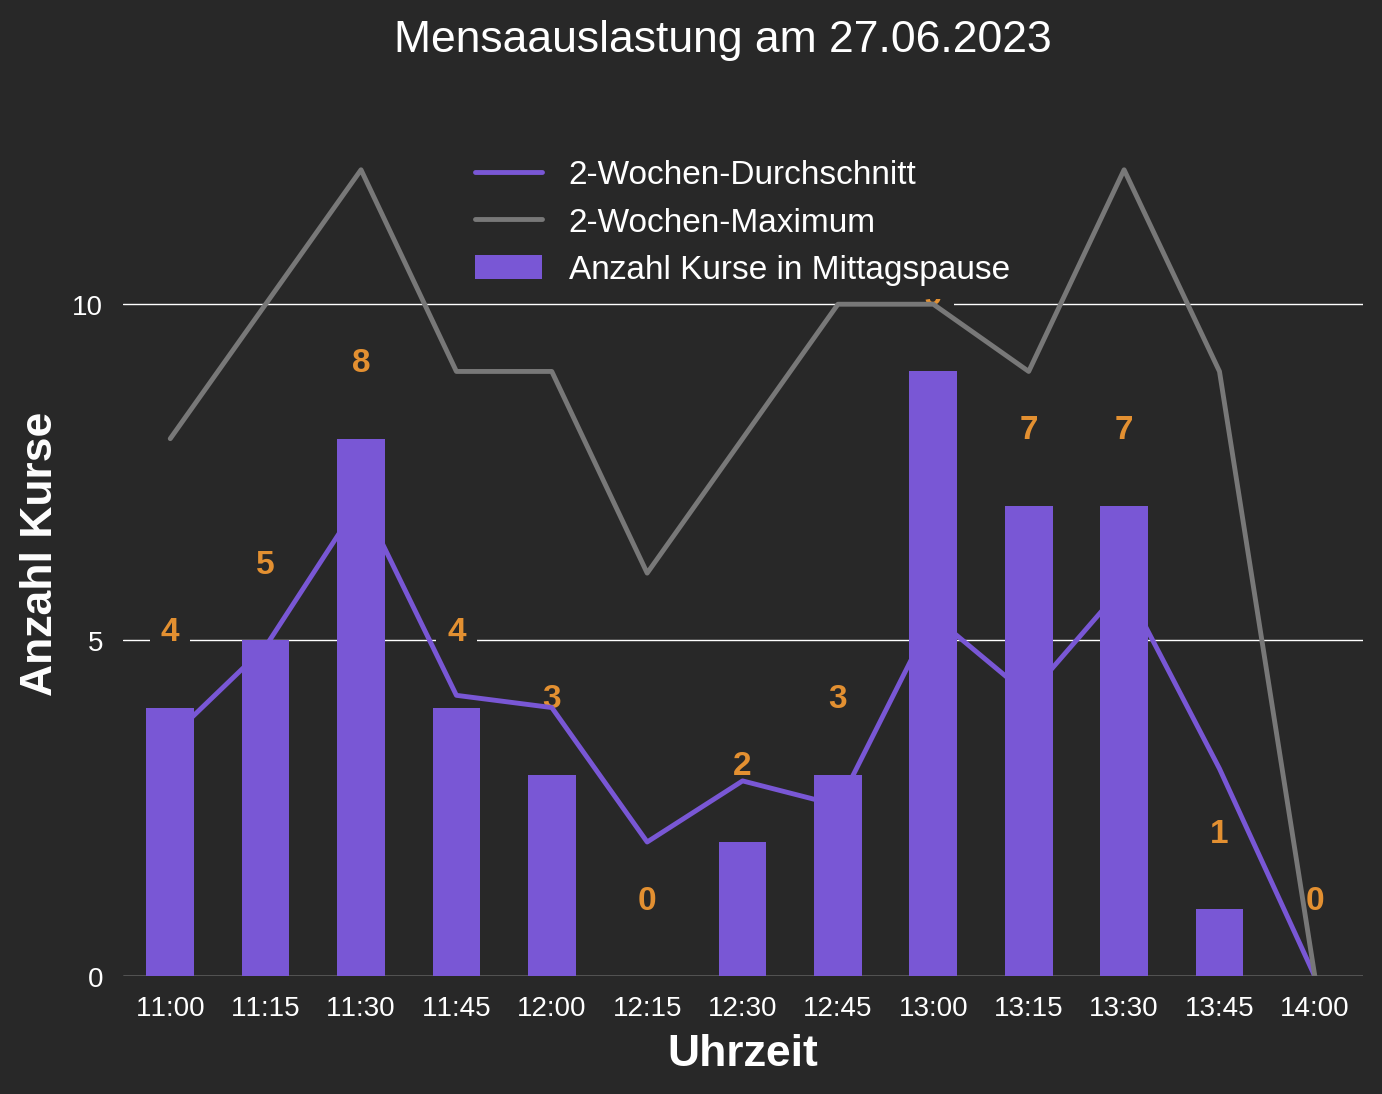 Mensaauslastung am 27.06.2023
2-Wochen-Durchschnitt
2-Wochen-Maximum
Anzahl Kurse in Mittagspause
10
8
7 7
5
4 4
5
3 3
2
1
0 0
0
Anzahl Kurse
11:00 11:15 11:30 11:45 12:00 12:15 12:30 12:45 13:00 13:15 13:30 13:45 14:00
Uhrzeit